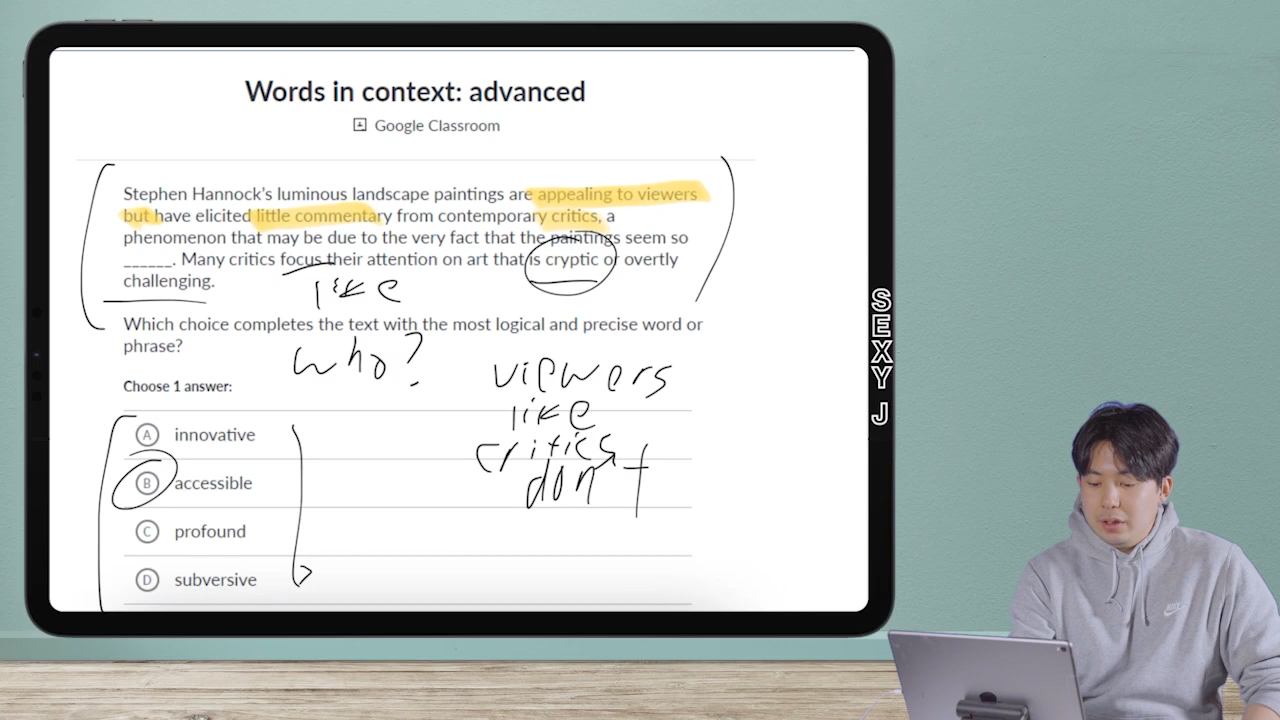 Words in context: advanced
Google Classroom
Stephen Hannock's luminous landscape paintings are appealing to viewers
but have elicited little commentary from contemporary critics, a
phenomenon that may be due to the very fact that the paintings seem so
______. Many critics focus their attention on art that is cryptic or overtly
challenging.
like
Which choice completes the text with the most logical and precise word or
phrase?
who?
Choose 1 answer:
A innovative
B accessible
C profound
D subversive
viewers
like
critics
don't
SEXY J